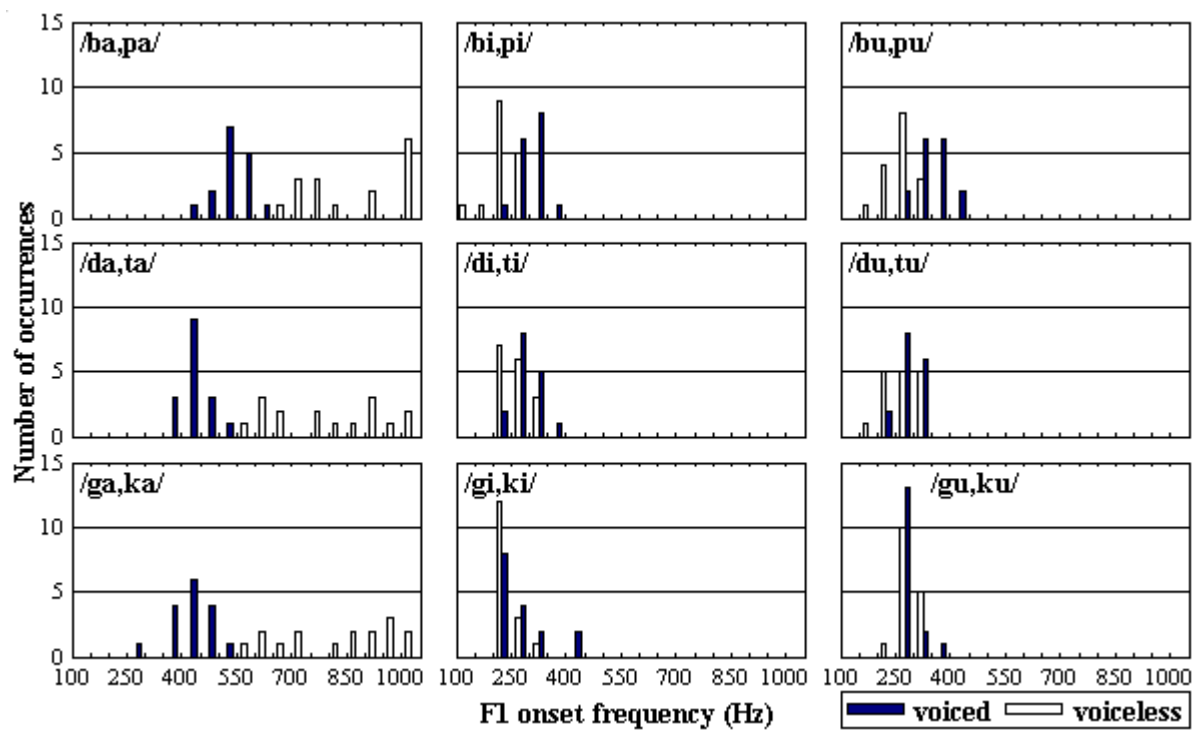 /ba,pa/ /bi,pi/ /bu,pu/
15
10
5
0
/da,ta/ /di,ti/ /du,tu/
15
10
5
0
/ga,ka/ /gi,ki/ /gu,ku/
15
10
5
0
Number of occurrences
100 250 400 550 700 850 1000 100 250 400 550 700 850 1000 100 250 400 550 700 850 1000
F1 onset frequency (Hz)
voiced voiceless